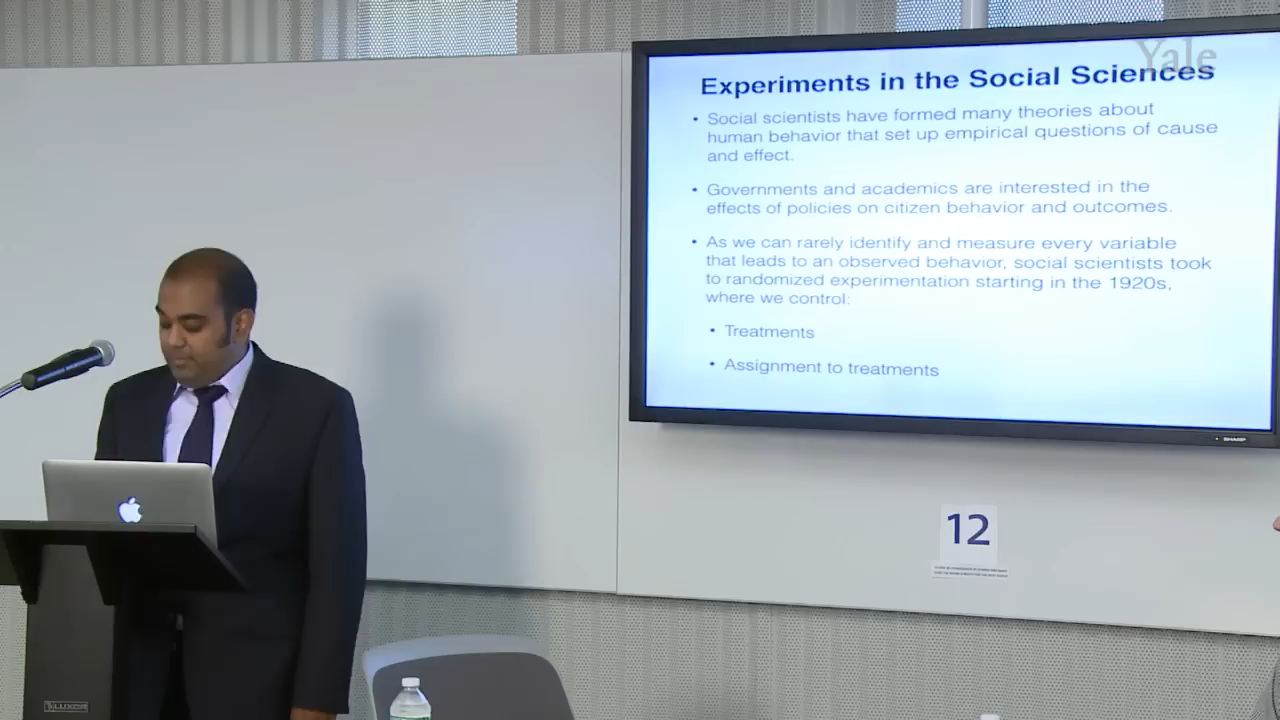 Yale
Experiments in the Social Sciences
• Social scientists have formed many theories about
human behavior that set up empirical questions of cause
and effect.
• Governments and academics are interested in the
effects of policies on citizen behavior and outcomes.
• As we can rarely identify and measure every variable
that leads to an observed behavior, social scientists took
to randomized experimentation starting in the 1920s,
where we control:
• Treatments
• Assignment to treatments
SHARP
12
LUXOR